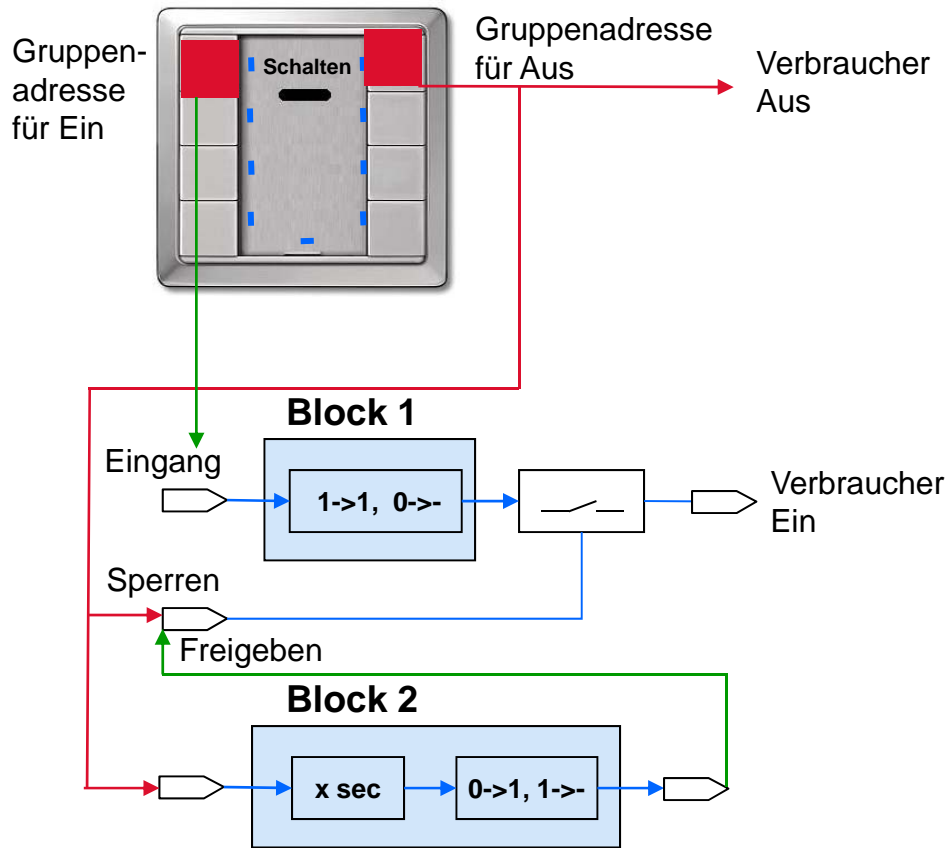 Gruppen-
adresse
für Ein
Schalten
Gruppenadresse
für Aus
Verbraucher
Aus
Block 1
Eingang
1->1, 0->-
Verbraucher
Ein
Sperren
Freigeben
Block 2
x sec
0->1, 1->-